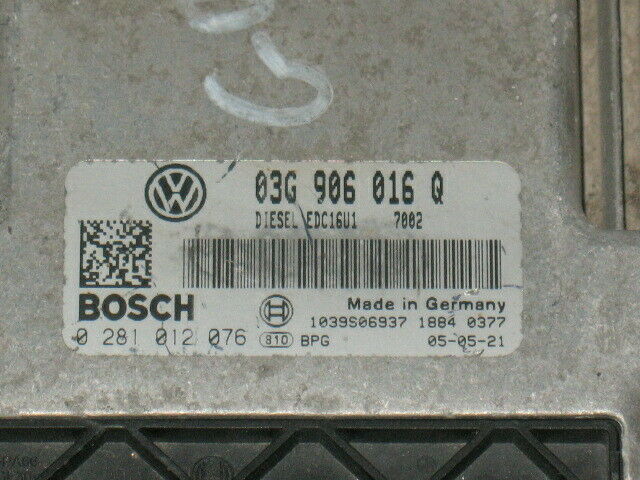 03G 906 016 Q
DIESEL EDC16U1 7002
BOSCH
Made in Germany
1039S06937 1884 0377
0 281 012 076 810 BPG 05-05-21